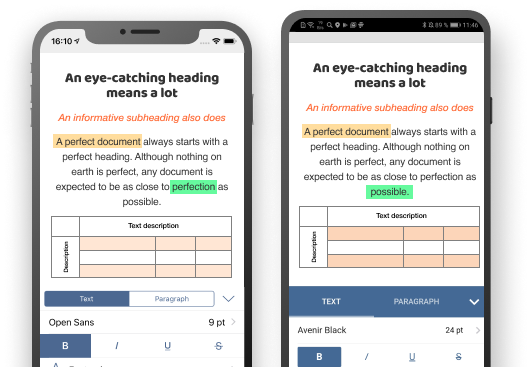 16:10
An eye-catching heading
means a lot
An informative subheading also does
A perfect document always starts with a
perfect heading. Although nothing on
earth is perfect, any document is
expected to be as close to perfection as
possible.
Text description
Description
Text
Paragraph
Open Sans
9 pt
B
I
U
S
89 %
11:46
An eye-catching heading
means a lot
An informative subheading also does
A perfect document always starts with a
perfect heading. Although nothing on
earth is perfect, any document is
expected to be as close to perfection as
possible.
Text description
Description
TEXT
PARAGRAPH
Avenir Black
24 pt
B
I
U
S